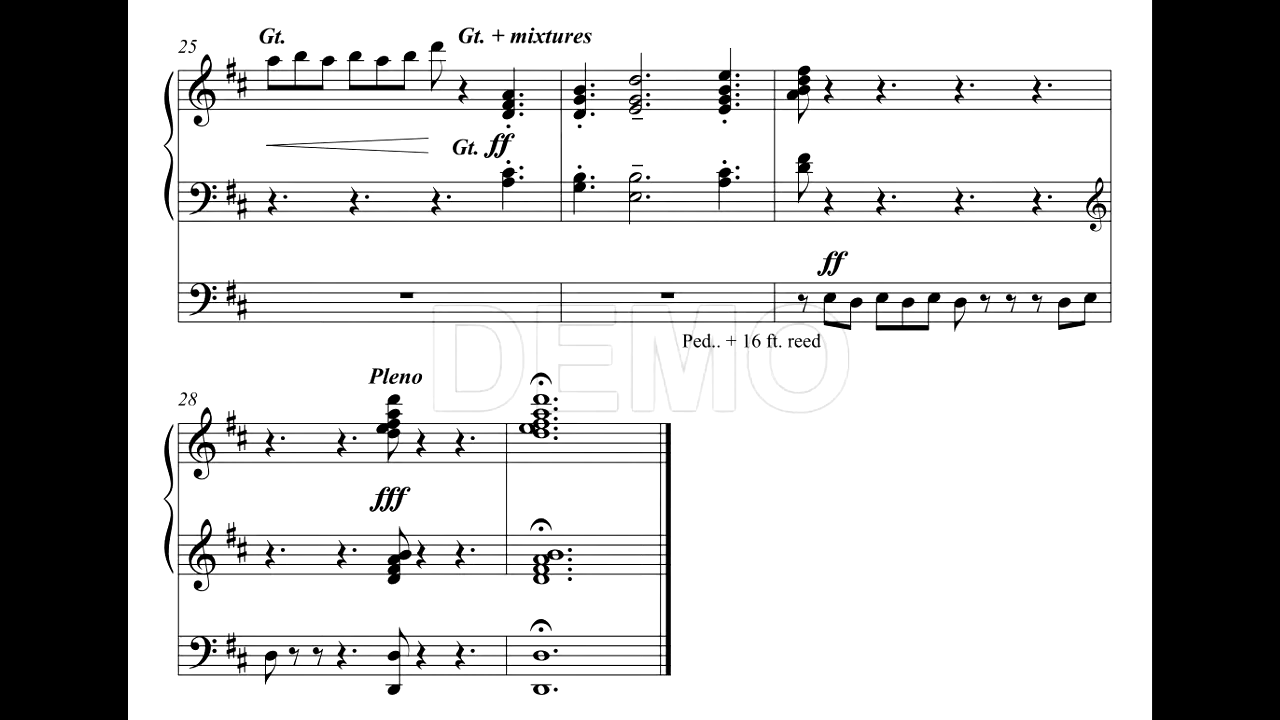 Gt. Gt. + mixtures
25
Gt. ff
ff
DEMO
Ped.. + 16 ft. reed
Pleno
28
fff